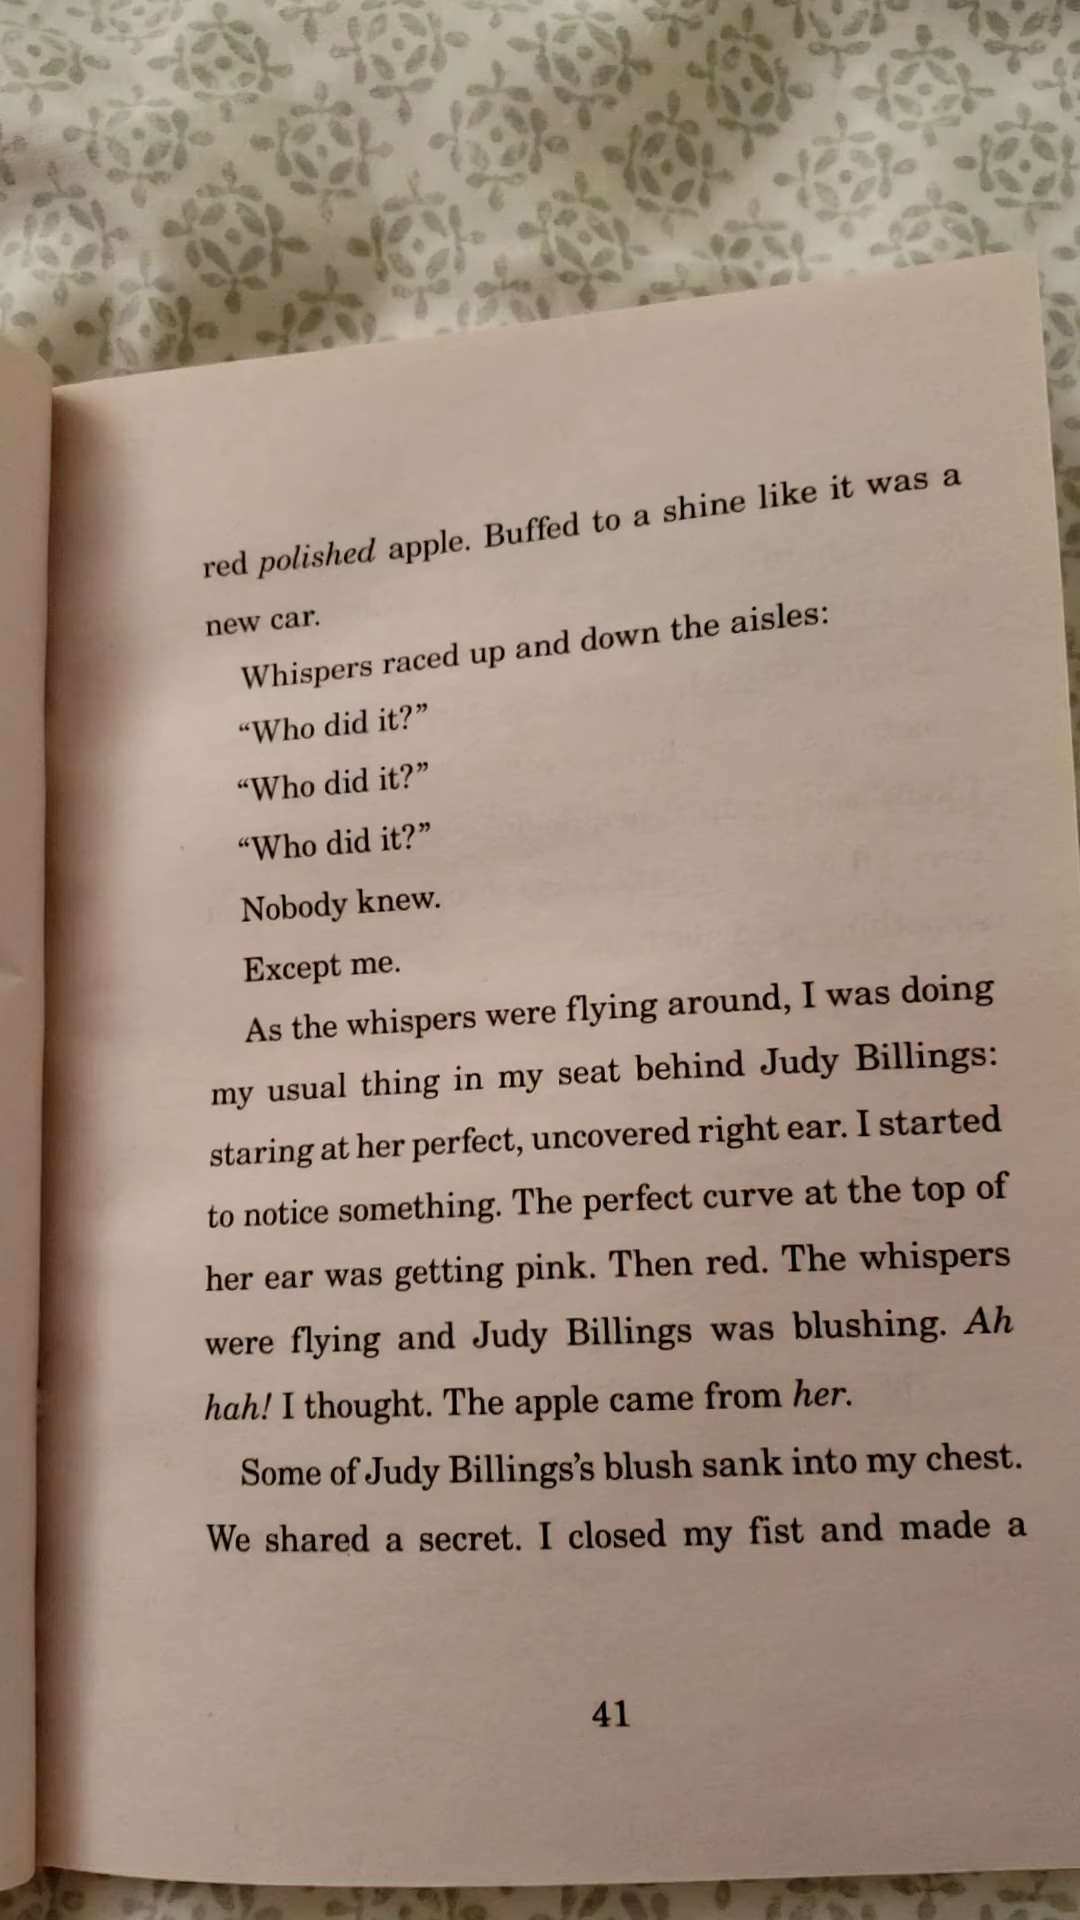 red polished apple. Buffed to a shine like it was a
new car.
Whispers raced up and down the aisles:
“Who did it?”
“Who did it?”
“Who did it?”
Nobody knew.
Except me.
As the whispers were flying around, I was doing
my usual thing in my seat behind Judy Billings:
staring at her perfect, uncovered right ear. I started
to notice something. The perfect curve at the top of
her ear was getting pink. Then red. The whispers
were flying and Judy Billings was blushing. Ah
hah! I thought. The apple came from her.
Some of Judy Billings’s blush sank into my chest.
We shared a secret. I closed my fist and made a
41